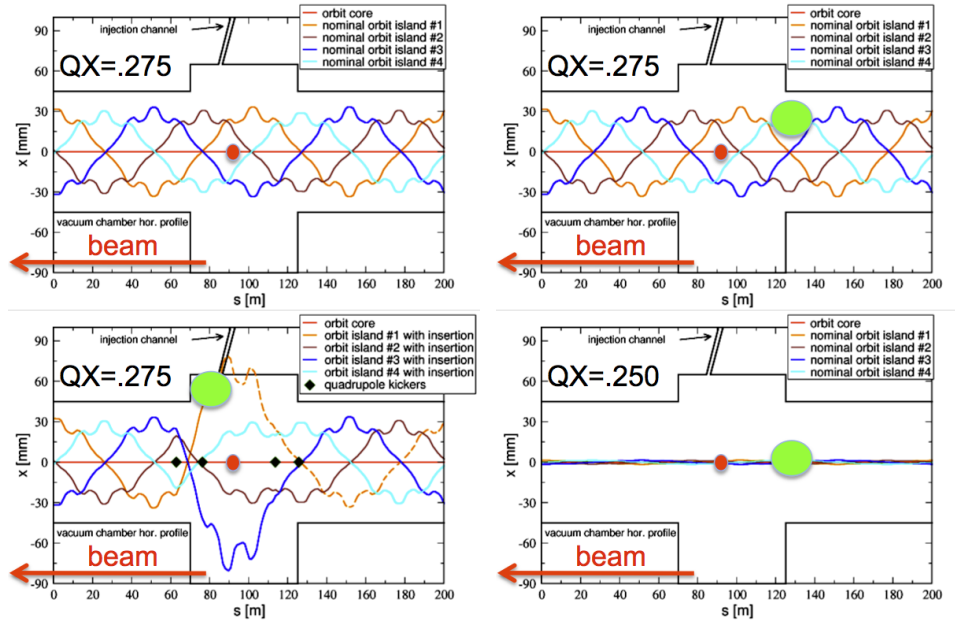 injection channel
orbit core
nominal orbit island #1
nominal orbit island #2
nominal orbit island #3
nominal orbit island #4
QX=.275
x [mm]
90
60
30
0
-30
-60
-90
vacuum chamber hor. profile
beam
0 20 40 60 80 100 120 140 160 180 200
s [m]
injection channel
orbit core
nominal orbit island #1
nominal orbit island #2
nominal orbit island #3
nominal orbit island #4
QX=.275
x [mm]
90
60
30
0
-30
-60
-90
vacuum chamber hor. profile
beam
0 20 40 60 80 100 120 140 160 180 200
s [m]
injection channel
orbit core
orbit island #1 with insertion
orbit island #2 with insertion
orbit island #3 with insertion
orbit island #4 with insertion
quadrupole kickers
QX=.275
x [mm]
90
60
30
0
-30
-60
-90
vacuum chamber hor. profile
beam
0 20 40 60 80 100 120 140 160 180 200
s [m]
injection channel
orbit core
nominal orbit island #1
nominal orbit island #2
nominal orbit island #3
nominal orbit island #4
QX=.250
x [mm]
90
60
30
0
-30
-60
-90
vacuum chamber hor. profile
beam
0 20 40 60 80 100 120 140 160 180 200
s [m]